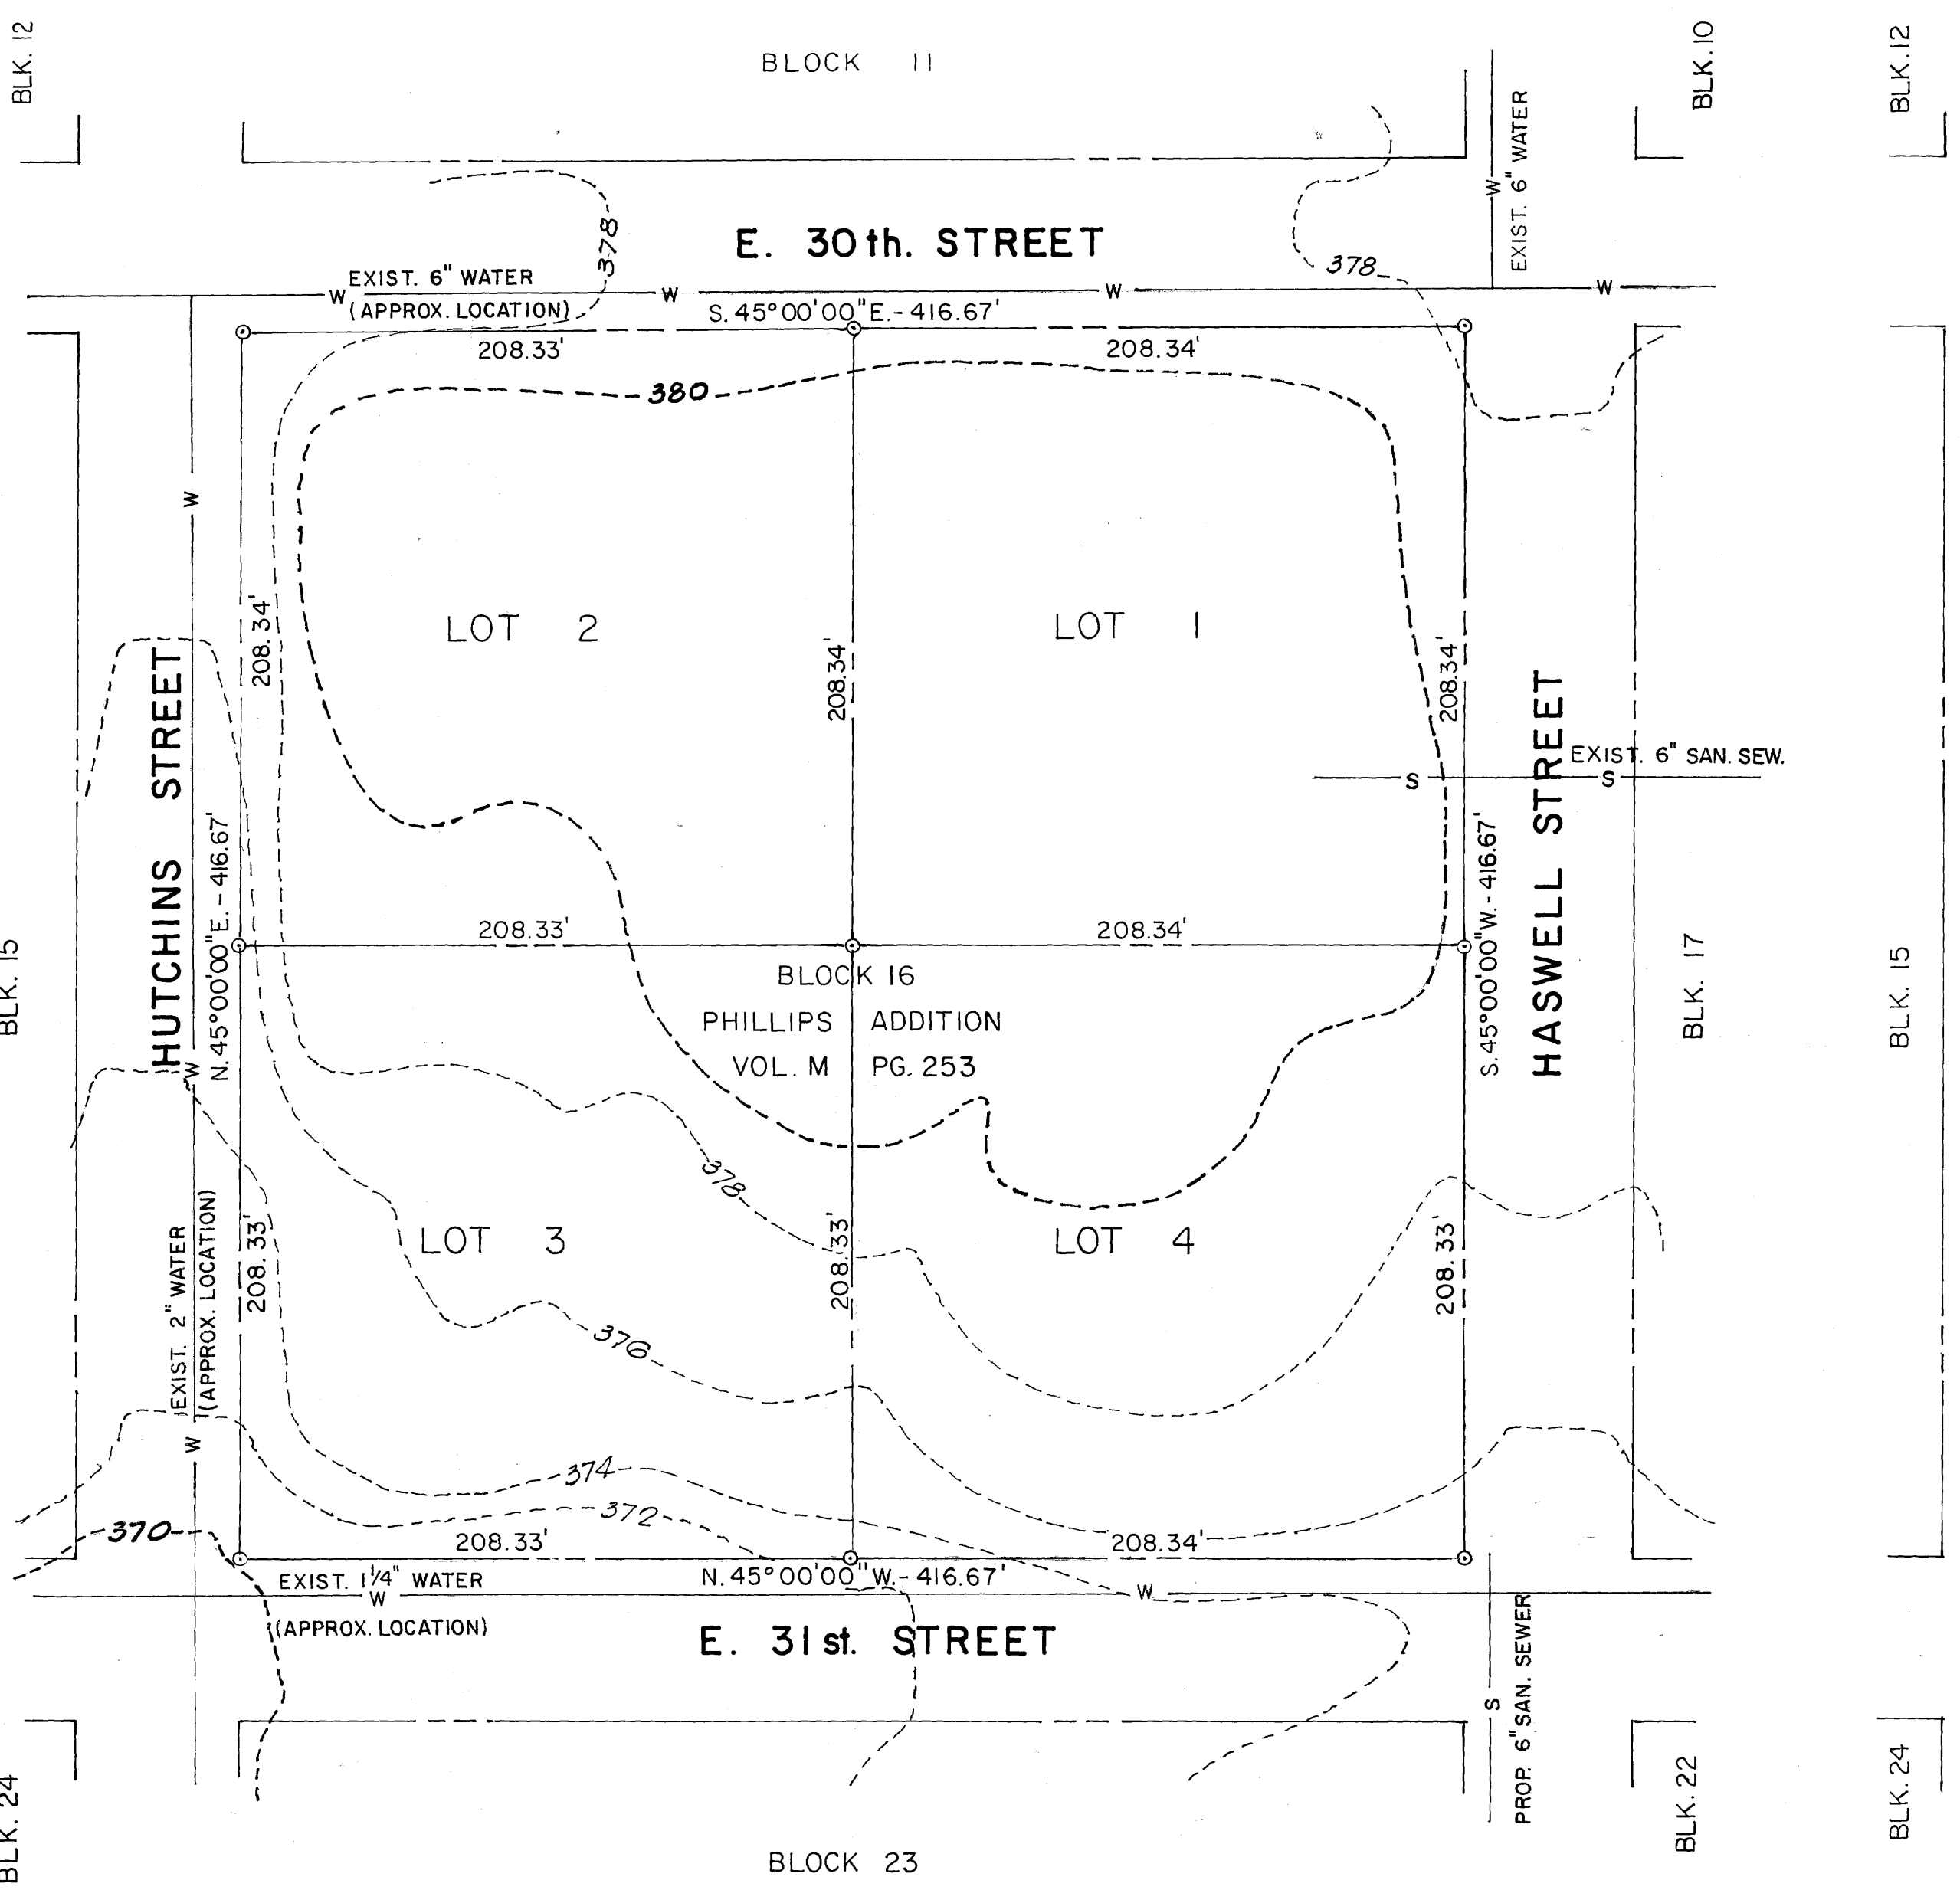 BLK. 12
BLOCK 11
BLK. 10
BLK. 12
EXIST. 6" WATER
W
378
E. 30th. STREET
378
EXIST. 6" WATER
(APPROX. LOCATION)
W W W W
S. 45°00'00"E.- 416.67'
208.33'
208.34'
380
W
LOT 2
LOT 1
208.34'
208.34'
208.34'
HUTCHINS STREET
N. 45°00'00"E. - 416.67'
HASWELL STREET
S. 45°00'00"W. - 416.67'
EXIST. 6" SAN. SEW.
S S
208.33'
208.34'
BLK. 15
BLOCK 16
PHILLIPS ADDITION
VOL. M PG. 253
BLK. 17
BLK. 15
W
378
LOT 3
LOT 4
208.33'
208.33'
208.33'
EXIST. 2" WATER
(APPROX. LOCATION)
W
376
374
372
370
208.33'
208.34'
EXIST. 1 1/4" WATER
W
(APPROX. LOCATION)
N. 45°00'00"W. - 416.67'
W
E. 31st. STREET
S
PROP. 6" SAN. SEWER
BLK. 24
BLOCK 23
BLK. 22
BLK. 24